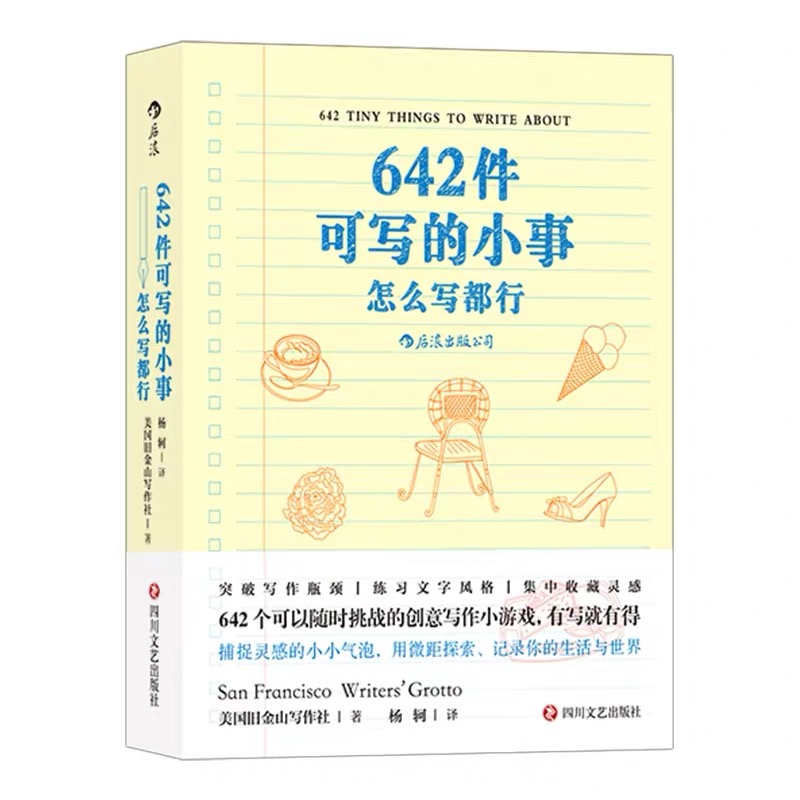 后浪
642件可写的小事
怎么写都行
杨轲 译
美国旧金山写作社 著
四川文艺出版社
642 TINY THINGS TO WRITE ABOUT
642件
可写的小事
怎么写都行
后浪出版公司
突破写作瓶颈 | 练习文字风格 | 集中收藏灵感
642个可以随时挑战的创意写作小游戏，有写就有得
捕捉灵感的小小气泡，用微距探索、记录你的生活与世界
San Francisco Writers' Grotto
美国旧金山写作社 | 著 杨轲 | 译
四川文艺出版社